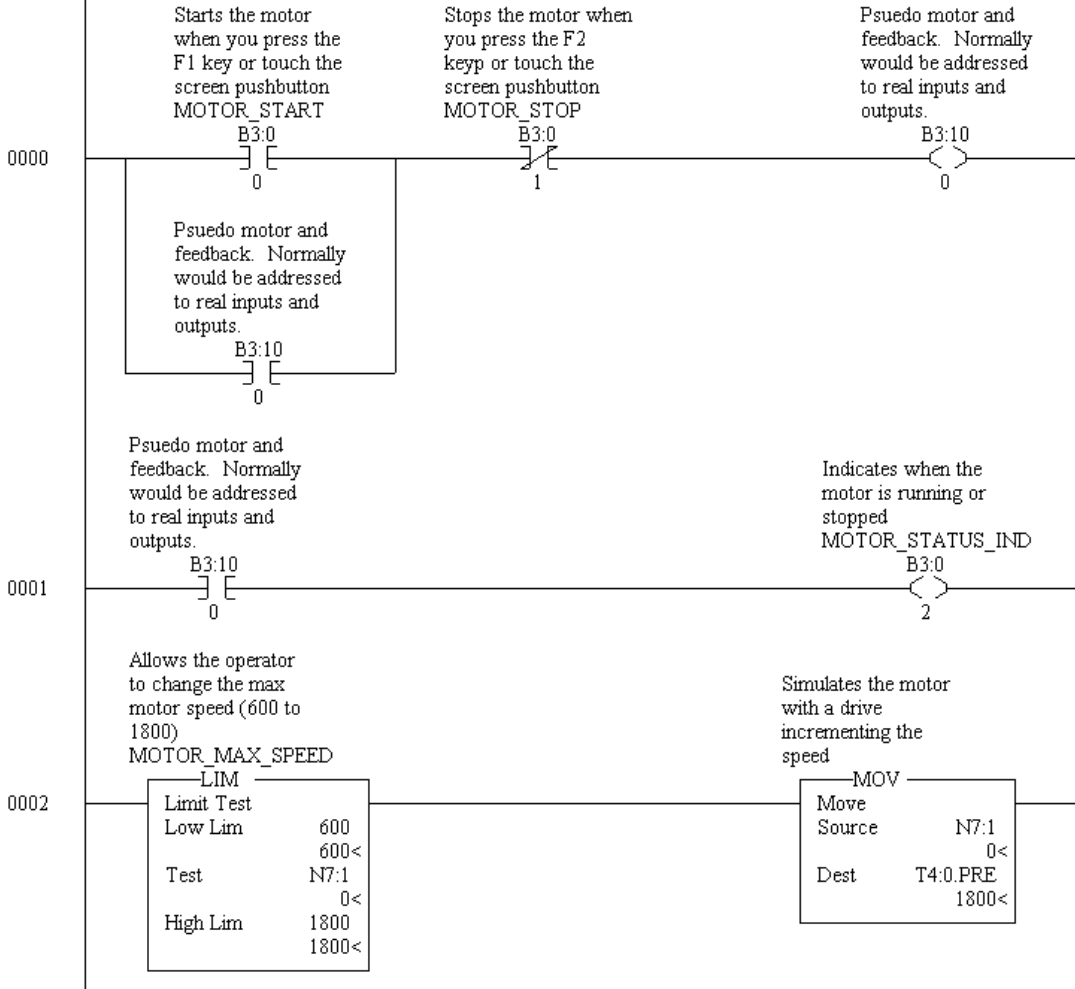 Starts the motor
when you press the
F1 key or touch the
screen pushbutton
MOTOR_START
B3:0
0
Stops the motor when
you press the F2
keyp or touch the
screen pushbutton
MOTOR_STOP
B3:0
1
Psuedo motor and
feedback. Normally
would be addressed
to real inputs and
outputs.
B3:10
0
0000
Psuedo motor and
feedback. Normally
would be addressed
to real inputs and
outputs.
B3:10
0
Psuedo motor and
feedback. Normally
would be addressed
to real inputs and
outputs.
B3:10
0
Indicates when the
motor is running or
stopped
MOTOR_STATUS_IND
B3:0
2
0001
Allows the operator
to change the max
motor speed (600 to
1800)
MOTOR_MAX_SPEED
LIM
Limit Test
Low Lim 600
600<
Test N7:1
0<
High Lim 1800
1800<
Simulates the motor
with a drive
incrementing the
speed
MOV
Move
Source N7:1
0<
Dest T4:0.PRE
1800<
0002